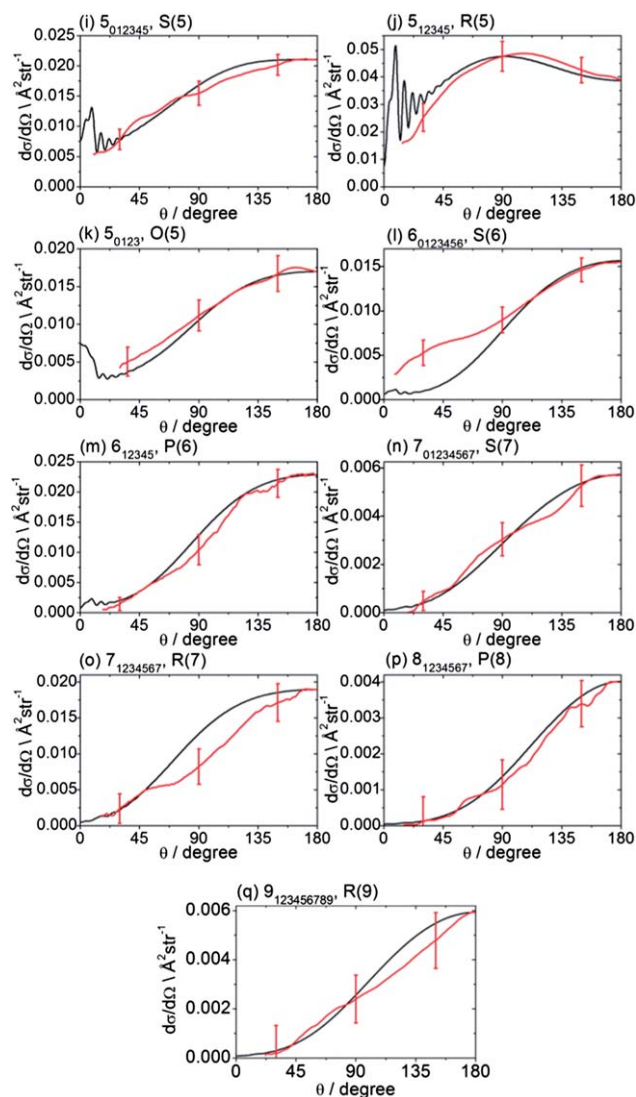 (i) 5₀₁₂₃₄₅, S(5)
dσ/dΩ \ Å²str⁻¹
0.025
0.020
0.015
0.010
0.005
0.000
0 45 90 135 180
θ / degree
(j) 5₁₂₃₄₅, R(5)
dσ/dΩ \ Å²str⁻¹
0.05
0.04
0.03
0.02
0.01
0.00
0 45 90 135 180
θ / degree
(k) 5₀₁₂₃, O(5)
dσ/dΩ \ Å²str⁻¹
0.020
0.015
0.010
0.005
0.000
0 45 90 135 180
θ / degree
(l) 6₀₁₂₃₄₅₆, S(6)
dσ/dΩ \ Å²str⁻¹
0.015
0.010
0.005
0.000
0 45 90 135 180
θ / degree
(m) 6₁₂₃₄₅, P(6)
dσ/dΩ \ Å²str⁻¹
0.025
0.020
0.015
0.010
0.005
0.000
0 45 90 135 180
θ / degree
(n) 7₀₁₂₃₄₅₆₇, S(7)
dσ/dΩ \ Å²str⁻¹
0.006
0.004
0.002
0.000
0 45 90 135 180
θ / degree
(o) 7₁₂₃₄₅₆₇, R(7)
dσ/dΩ \ Å²str⁻¹
0.020
0.015
0.010
0.005
0.000
0 45 90 135 180
θ / degree
(p) 8₁₂₃₄₅₆₇, P(8)
dσ/dΩ \ Å²str⁻¹
0.004
0.003
0.002
0.001
0.000
0 45 90 135 180
θ / degree
(q) 9₁₂₃₄₅₆₇₈₉, R(9)
dσ/dΩ \ Å²str⁻¹
0.006
0.004
0.002
0.000
0 45 90 135 180
θ / degree